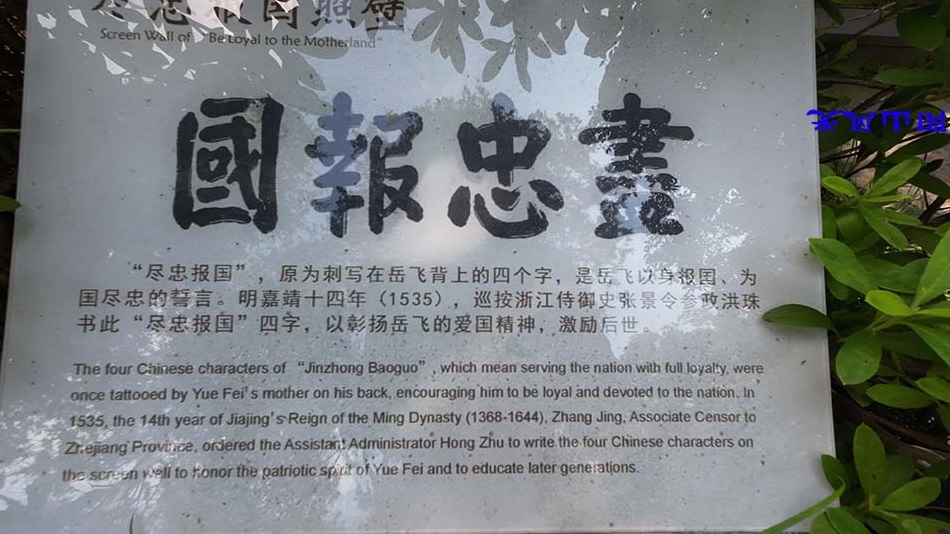 尽忠报国照壁
Screen Wall of "Be Loyal to the Motherland"
國報忠盡
“尽忠报国”，原为刺写在岳飞背上的四个字，是岳飞以身报国、为
国尽忠的誓言。明嘉靖十四年（1535），巡按浙江侍御史张景令参政洪珠
书此“尽忠报国”四字，以彰扬岳飞的爱国精神，激励后世。
The four Chinese characters of “Jinzhong Baoguo”, which mean serving the nation with full loyalty, were
once tattooed by Yue Fei's mother on his back, encouraging him to be loyal and devoted to the nation. In
1535, the 14th year of Jiajing's Reign of the Ming Dynasty (1368-1644), Zhang Jing, Associate Censor to
Zhejiang Province, ordered the Assistant Administrator Hong Zhu to write the four Chinese characters on
the screen wall to honor the patriotic spirit of Yue Fei and to educate later generations.